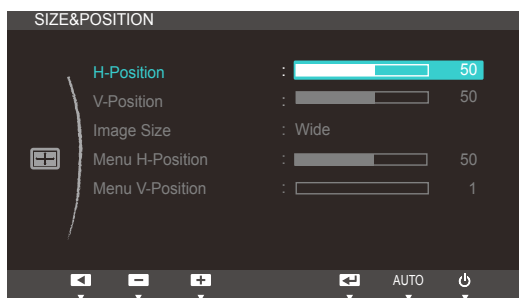 SIZE&POSITION
H-Position : 50
V-Position : 50
Image Size : Wide
Menu H-Position : 50
Menu V-Position : 1
AUTO